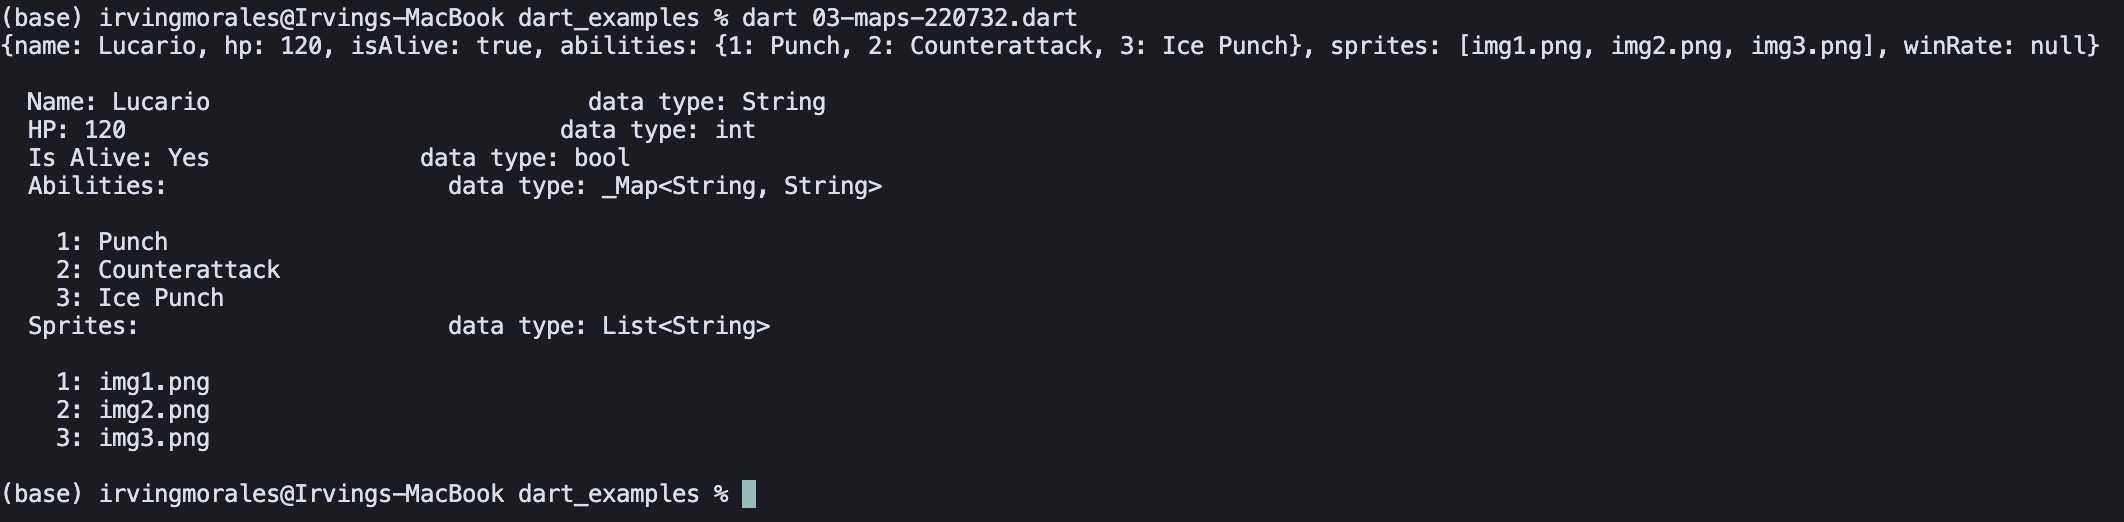 (base) irvingmorales@Irvings-MacBook dart_examples % dart 03-maps-220732.dart
{name: Lucario, hp: 120, isAlive: true, abilities: {1: Punch, 2: Counterattack, 3: Ice Punch}, sprites: [img1.png, img2.png, img3.png], winRate: null}
Name: Lucario data type: String
HP: 120 data type: int
Is Alive: Yes data type: bool
Abilities: data type: _Map<String, String>
1: Punch
2: Counterattack
3: Ice Punch
Sprites: data type: List<String>
1: img1.png
2: img2.png
3: img3.png
(base) irvingmorales@Irvings-MacBook dart_examples %